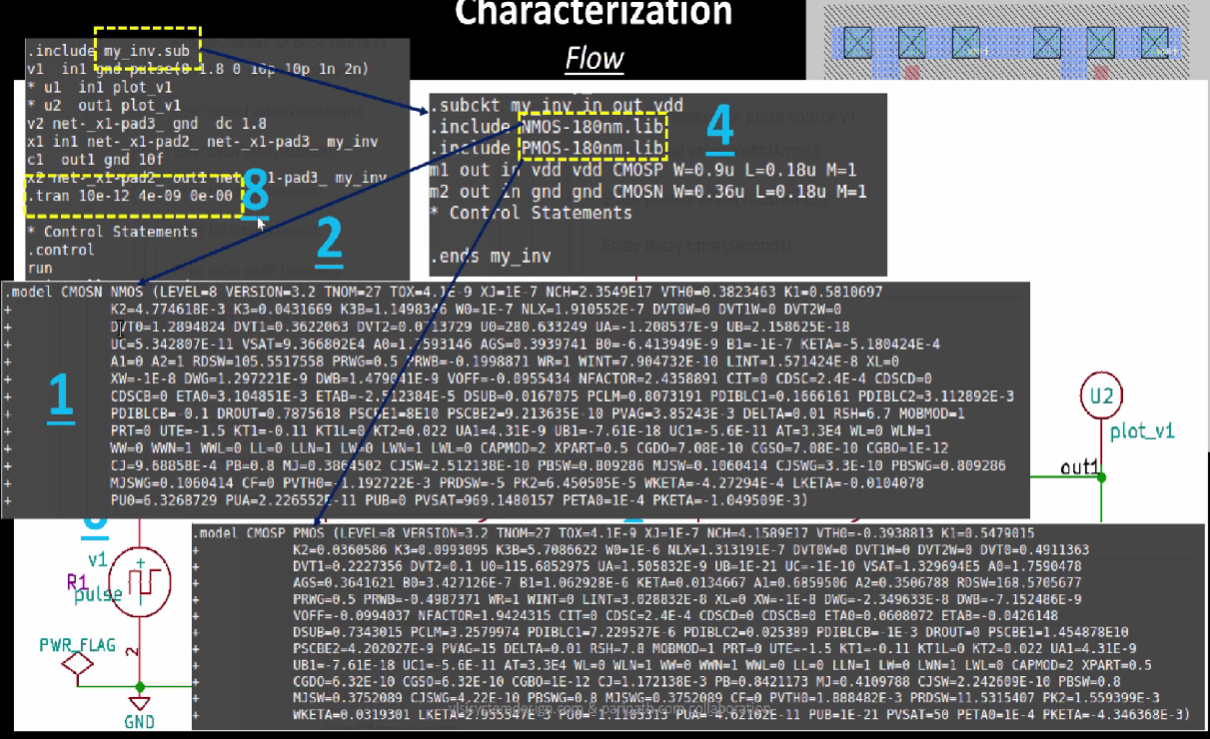 Characterization
Flow
.include my_inv.sub
v1 in1 gnd pulse(0 1.8 0 10p 10p 1n 2n)
* u1 in1 plot_v1
* u2 out1 plot_v1
v2 net-_x1-pad3_ gnd dc 1.8
x1 in1 net-_x1-pad2_ net-_x1-pad3_ my_inv
c1 out1 gnd 10f
x2 net-_x1-pad2_ out1 net-_x1-pad3_ my_inv
.tran 10e-12 4e-09 0e-00
8
* Control Statements
.control
run
2
.subckt my_inv in out vdd
.include NMOS-180nm.lib
.include PMOS-180nm.lib
4
m1 out in vdd vdd CMOSP W=0.9u L=0.18u M=1
m2 out in gnd gnd CMOSN W=0.36u L=0.18u M=1
* Control Statements
Enter delay time (seconds)
.ends my_inv
.model CMOSN NMOS (LEVEL=8 VERSION=3.2 TNOM=27 TOX=4.1E-9 XJ=1E-7 NCH=2.3549E17 VTH0=0.3823463 K1=0.5810697
+ K2=4.774618E-3 K3=0.0431669 K3B=1.1498346 W0=1E-7 NLX=1.910552E-7 DVT0W=0 DVT1W=0 DVT2W=0
+ DVT0=1.2894824 DVT1=0.3622063 DVT2=0.0713729 U0=280.633249 UA=-1.208537E-9 UB=2.158625E-18
+ UC=5.342807E-11 VSAT=9.366802E4 A0=1.7593146 AGS=0.3939741 B0=-6.413949E-9 B1=-1E-7 KETA=-5.180424E-4
+ A1=0 A2=1 RDSW=105.5517558 PRWG=0.5 PRWB=-0.1998871 WR=1 WINT=7.904732E-10 LINT=1.571424E-8 XL=0
+ XW=-1E-8 DWG=1.297221E-9 DWB=1.479041E-9 VOFF=-0.0955434 NFACTOR=2.4358891 CIT=0 CDSC=2.4E-4 CDSCD=0
+ CDSCB=0 ETA0=3.104851E-3 ETAB=-2.512384E-5 DSUB=0.0167075 PCLM=0.8073191 PDIBLC1=0.1666161 PDIBLC2=3.112892E-3
+ PDIBLCB=-0.1 DROUT=0.7875618 PSCBE1=8E10 PSCBE2=9.213635E-10 PVAG=3.85243E-3 DELTA=0.01 RSH=6.7 MOBMOD=1
+ PRT=0 UTE=-1.5 KT1=-0.11 KT1L=0 KT2=0.022 UA1=4.31E-9 UB1=-7.61E-18 UC1=-5.6E-11 AT=3.3E4 WL=0 WLN=1
+ WW=0 WWN=1 WWL=0 LL=0 LLN=1 LW=0 LWN=1 LWL=0 CAPMOD=2 XPART=0.5 CGDO=7.08E-10 CGSO=7.08E-10 CGBO=1E-12
+ CJ=9.68858E-4 PB=0.8 MJ=0.3864502 CJSW=2.512138E-10 PBSW=0.809286 MJSW=0.1060414 CJSWG=3.3E-10 PBSWG=0.809286
+ MJSWG=0.1060414 CF=0 PVTH0=-1.192722E-3 PRDSW=-5 PK2=6.450505E-5 WKETA=-4.27294E-4 LKETA=-0.0104078
+ PU0=6.3268729 PUA=2.226552E-11 PUB=0 PVSAT=969.1480157 PETA0=1E-4 PKETA=-1.049509E-3)
1
U2
plot_v1
out1
.model CMOSP PMOS (LEVEL=8 VERSION=3.2 TNOM=27 TOX=4.1E-9 XJ=1E-7 NCH=4.1589E17 VTH0=-0.3938813 K1=0.5479015
+ K2=0.0360586 K3=0.0993095 K3B=5.7086622 W0=1E-6 NLX=1.313191E-7 DVT0W=0 DVT1W=0 DVT2W=0 DVT0=0.4911363
+ DVT1=0.2227356 DVT2=0.1 U0=115.6852975 UA=1.505832E-9 UB=1E-21 UC=-1E-10 VSAT=1.329694E5 A0=1.7590478
+ AGS=0.3641621 B0=3.427126E-7 B1=1.062928E-6 KETA=0.0134667 A1=0.6859506 A2=0.3506788 RDSW=168.5705677
+ PRWG=0.5 PRWB=-0.4987371 WR=1 WINT=0 LINT=3.028832E-8 XL=0 XW=-1E-8 DWG=-2.349633E-8 DWB=-7.152486E-9
+ VOFF=-0.0994037 NFACTOR=1.9424315 CIT=0 CDSC=2.4E-4 CDSCD=0 CDSCB=0 ETA0=0.0608072 ETAB=-0.0426148
+ DSUB=0.7343015 PCLM=3.2579974 PDIBLC1=7.229527E-6 PDIBLC2=0.025389 PDIBLCB=-1E-3 DROUT=0 PSCBE1=1.454878E10
+ PSCBE2=4.202027E-9 PVAG=15 DELTA=0.01 RSH=7.8 MOBMOD=1 PRT=0 UTE=-1.5 KT1=-0.11 KT1L=0 KT2=0.022 UA1=4.31E-9
+ UB1=-7.61E-18 UC1=-5.6E-11 AT=3.3E4 WL=0 WLN=1 WW=0 WWN=1 WWL=0 LL=0 LLN=1 LW=0 LWN=1 LWL=0 CAPMOD=2 XPART=0.5
+ CGDO=6.32E-10 CGSO=6.32E-10 CGBO=1E-12 CJ=1.172138E-3 PB=0.8421173 MJ=0.4109788 CJSW=2.242609E-10 PBSW=0.8
+ MJSW=0.3752089 CJSWG=4.22E-10 PBSWG=0.8 MJSWG=0.3752089 CF=0 PVTH0=1.888482E-3 PRDSW=11.5315407 PK2=1.559399E-3
+ WKETA=0.0319301 LKETA=2.955547E-3 PU0=-1.1105313 PUA=-4.62102E-11 PUB=1E-21 PVSAT=50 PETA0=1E-4 PKETA=-4.346368E-3)
v1
R1
pulse
PWR_FLAG
2
GND